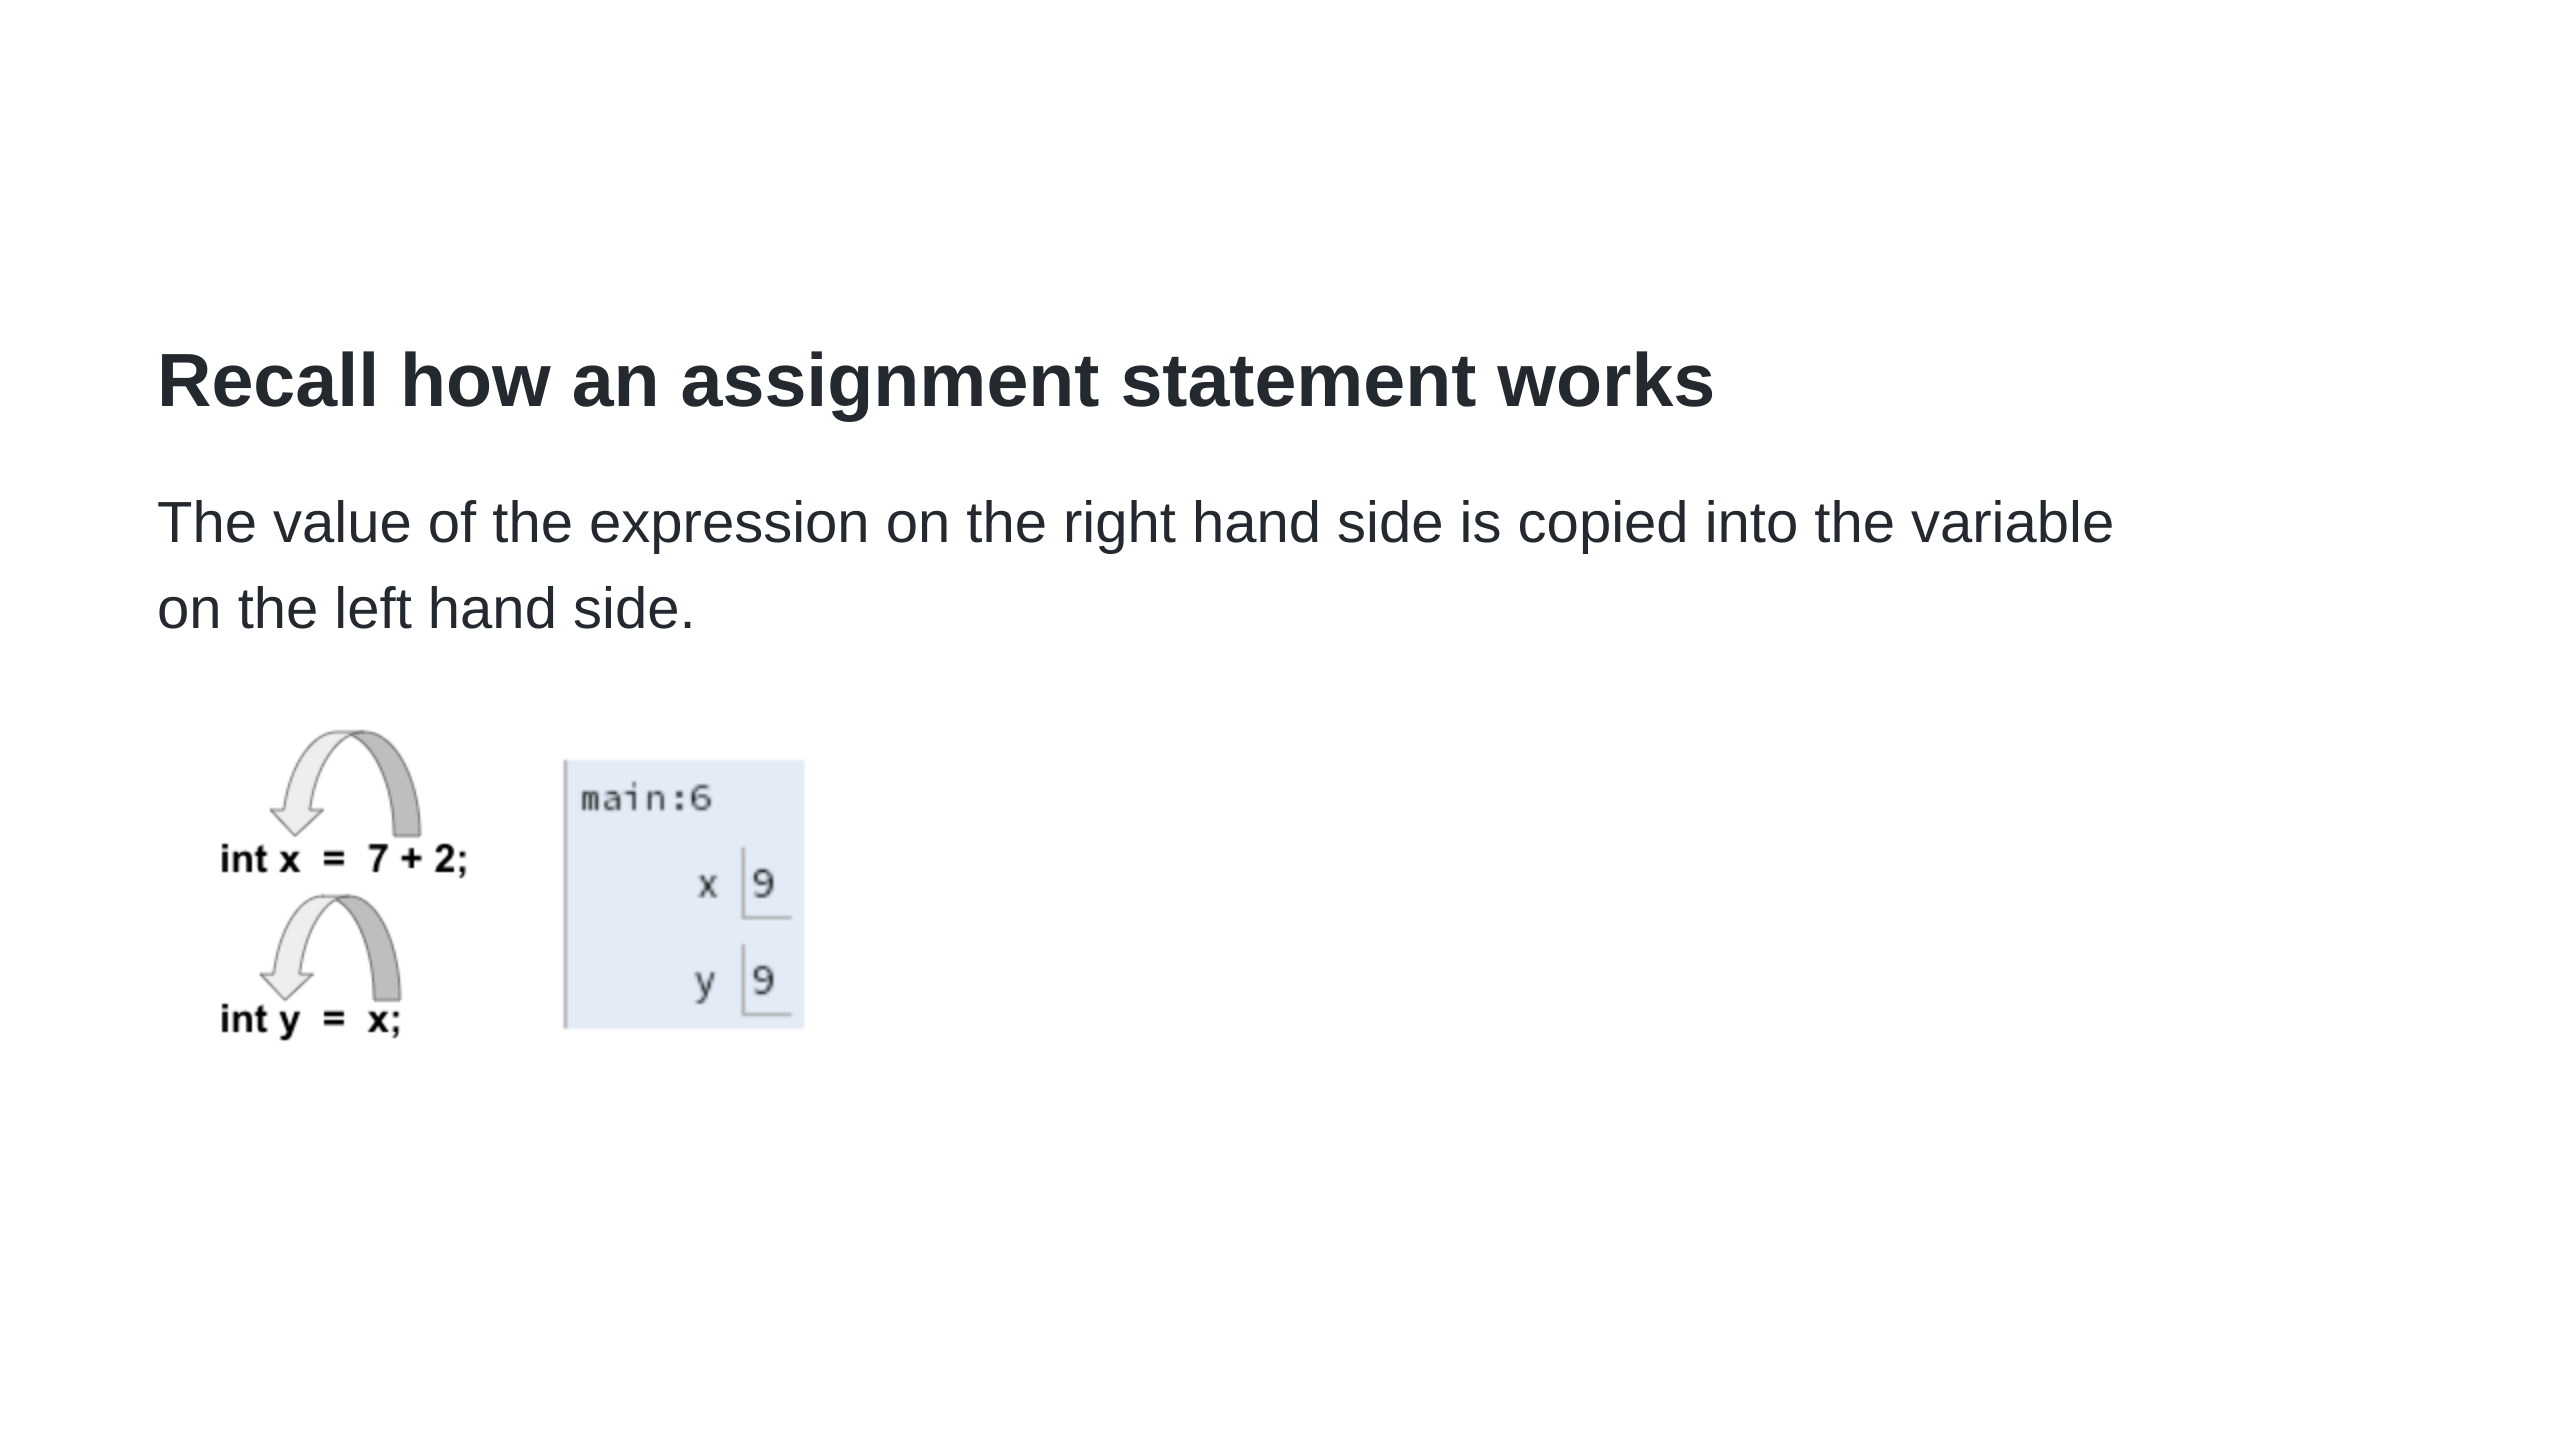 Recall how an assignment statement works
The value of the expression on the right hand side is copied into the variable
on the left hand side.
int x = 7 + 2;
int y = x;
main:6
x 9
y 9